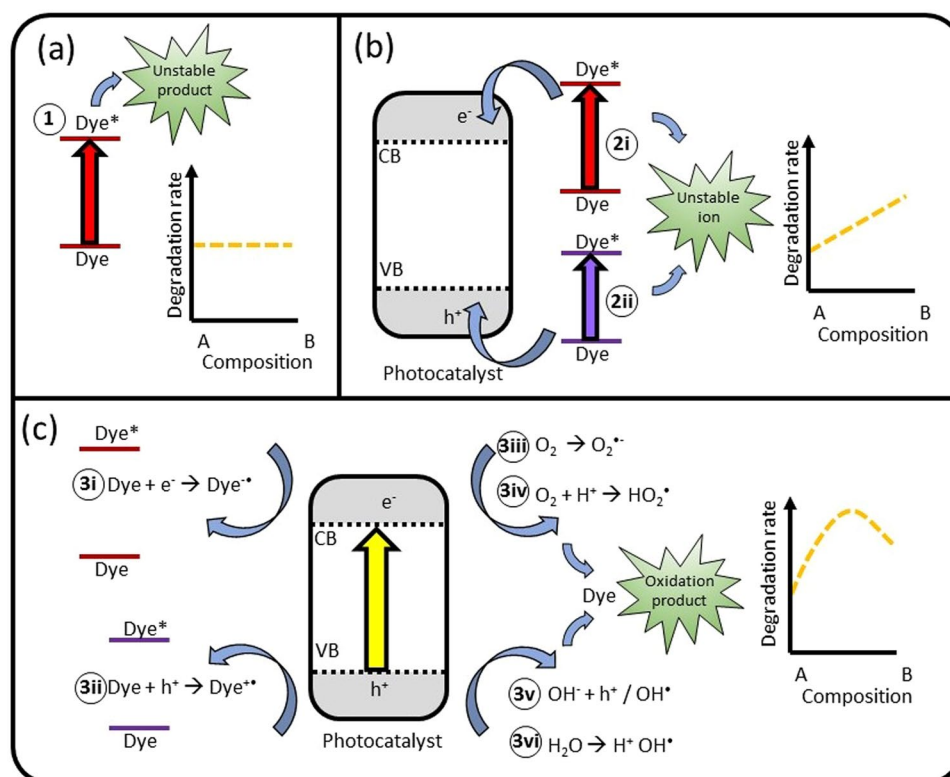 (a)
Unstable
product
1
Dye*
Dye
Degradation rate
A
B
Composition
(b)
e⁻
CB
VB
h⁺
Photocatalyst
Dye*
2i
Dye
Dye*
2ii
Dye
Unstable
ion
Degradation rate
A
B
Composition
(c)
Dye*
3i Dye + e⁻ → Dye⁻•
Dye
Dye*
3ii Dye + h⁺ → Dye⁺•
Dye
e⁻
CB
VB
h⁺
Photocatalyst
3iii O₂ → O₂•⁻
3iv O₂ + H⁺ → HO₂•
Dye
Oxidation
product
3v OH⁻ + h⁺ / OH•
3vi H₂O → H⁺ OH•
Degradation rate
A
B
Composition